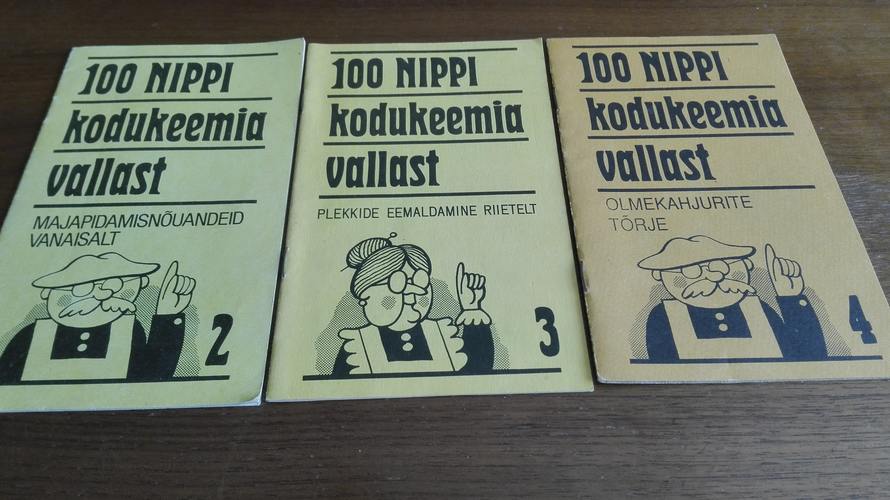 100 NIPPI
kodukeemia
vallast
MAJAPIDAMISNÕUANDEID
VANAISALT
2
100 NIPPI
kodukeemia
vallast
PLEKKIDE EEMALDAMINE RIIETELT
3
100 NIPPI
kodukeemia
vallast
OLMEKAHJURITE
TÕRJE
4